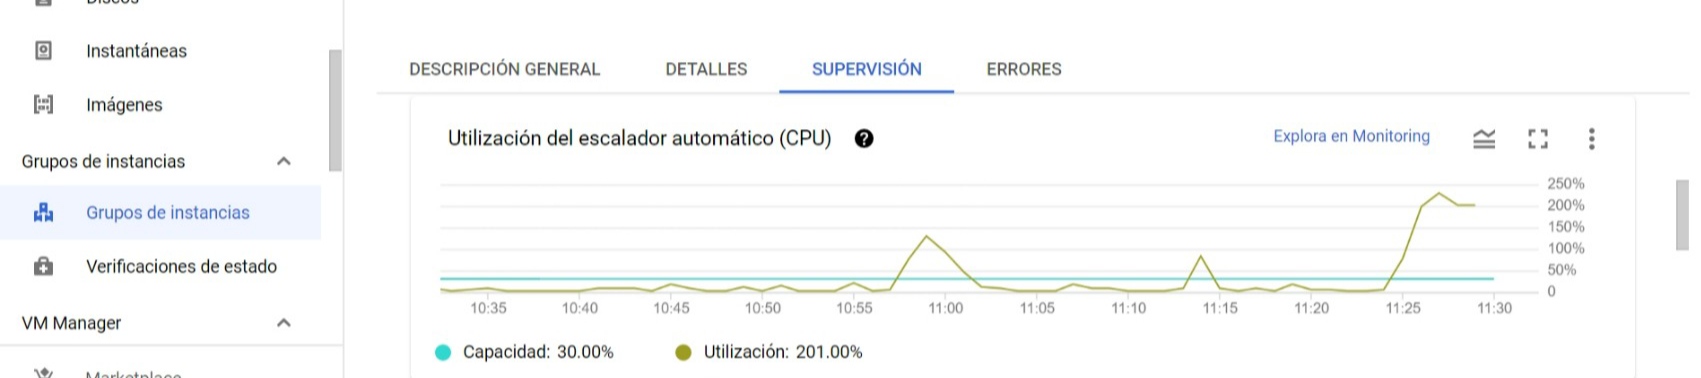 Discos
Instantáneas
Imágenes
Grupos de instancias
Grupos de instancias
Verificaciones de estado
VM Manager
Marketplace
DESCRIPCIÓN GENERAL DETALLES SUPERVISIÓN ERRORES
Utilización del escalador automático (CPU) ? Explora en Monitoring
250%
200%
150%
100%
50%
0
10:35 10:40 10:45 10:50 10:55 11:00 11:05 11:10 11:15 11:20 11:25 11:30
Capacidad: 30.00% Utilización: 201.00%